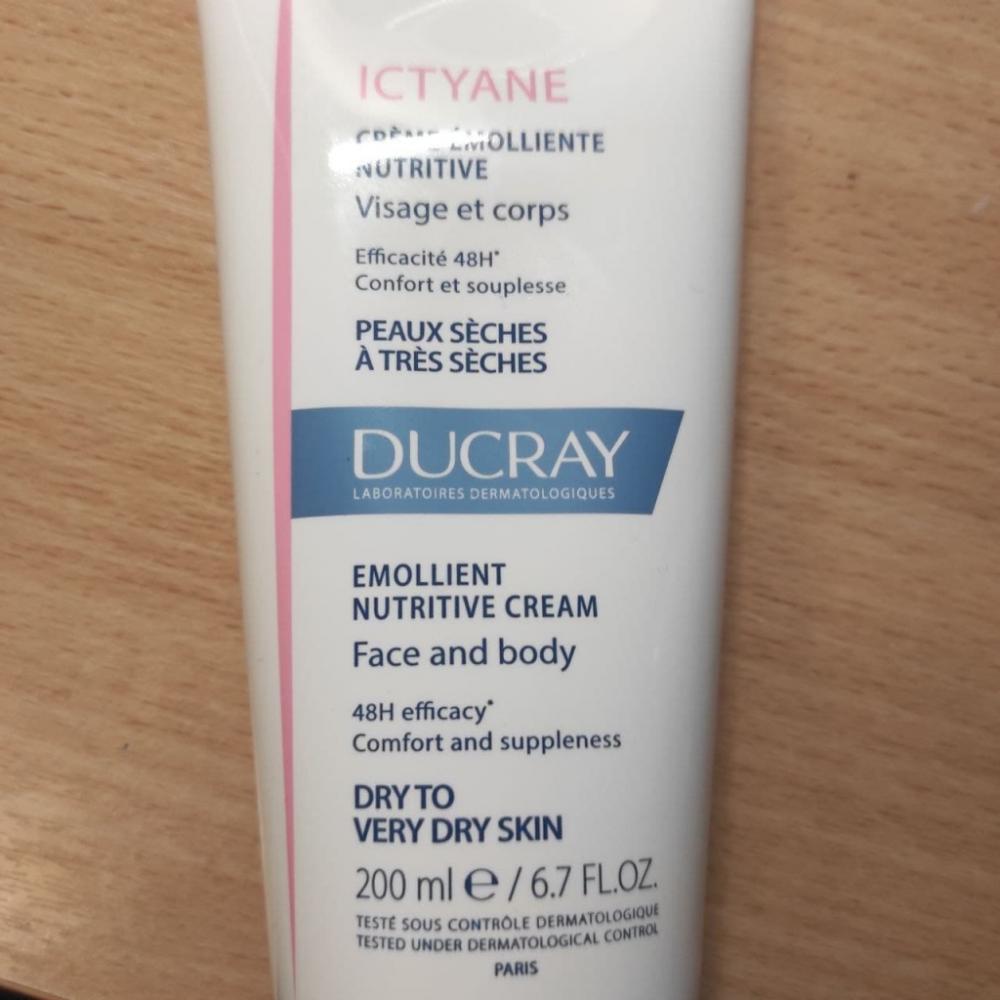 ICTYANE
CRÈME ÉMOLLIENTE
NUTRITIVE
Visage et corps
Efficacité 48H*
Confort et souplesse
PEAUX SÈCHES
À TRÈS SÈCHES
DUCRAY
LABORATOIRES DERMATOLOGIQUES
EMOLLIENT
NUTRITIVE CREAM
Face and body
48H efficacy*
Comfort and suppleness
DRY TO
VERY DRY SKIN
200 ml ℮ / 6.7 FL.OZ.
TESTÉ SOUS CONTRÔLE DERMATOLOGIQUE
TESTED UNDER DERMATOLOGICAL CONTROL
PARIS